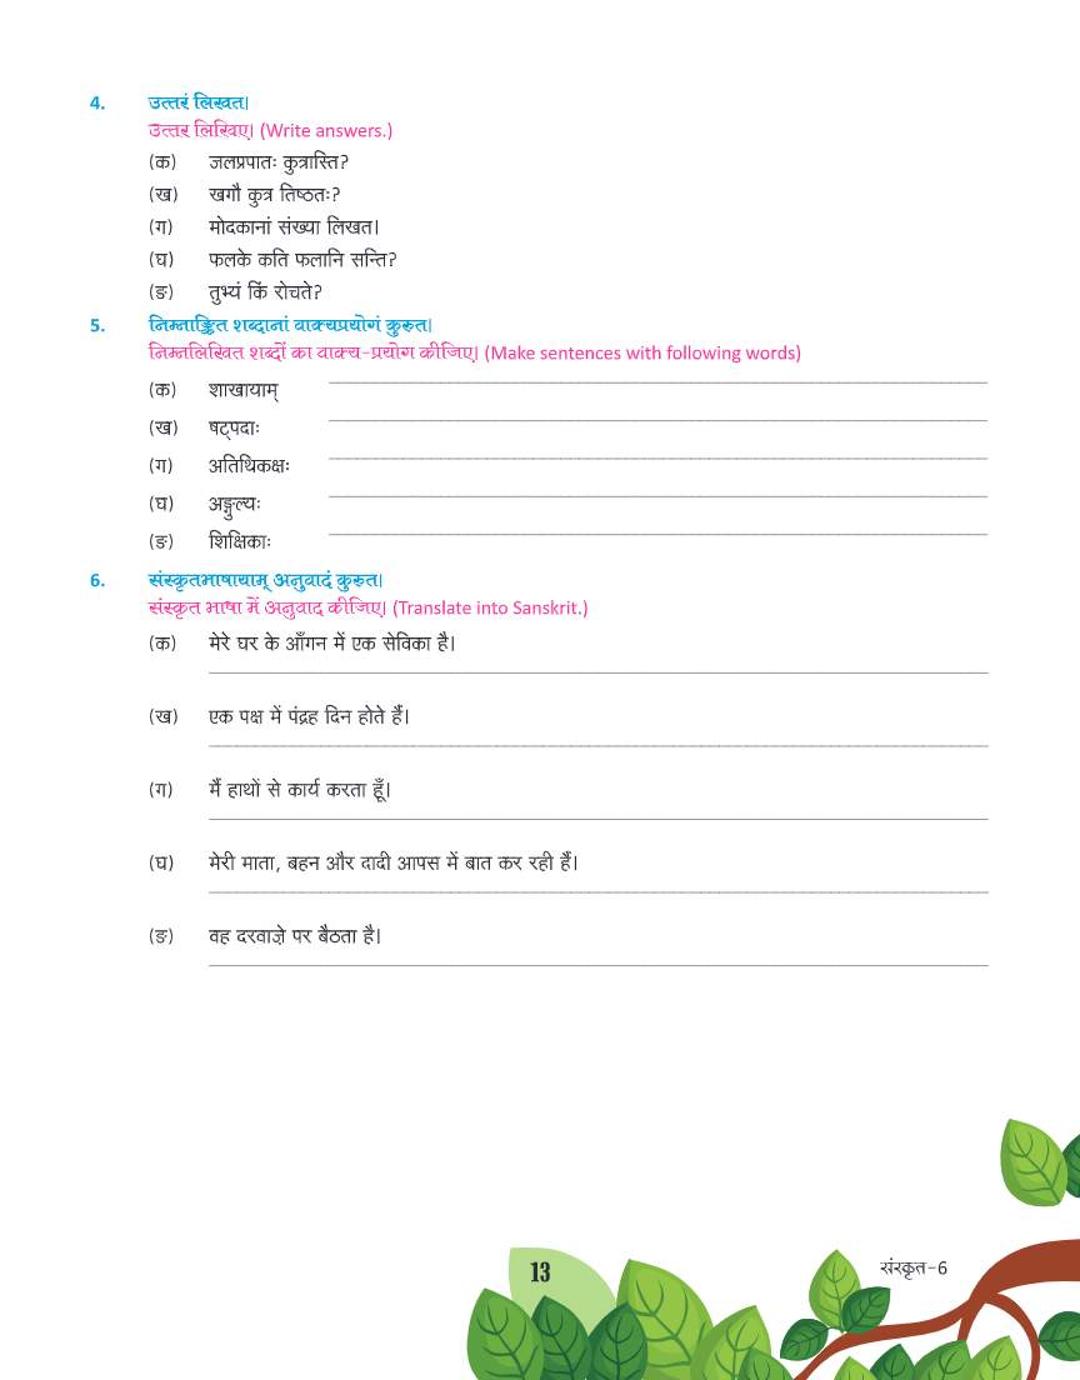 4. उत्तरं लिखत।
उत्तर लिखिए। (Write answers.)
(क) जलप्रपातः कुत्रास्ति?
(ख) खगौ कुत्र तिष्ठतः?
(ग) मोदकानां संख्या लिखत।
(घ) फलके कति फलानि सन्ति?
(ङ) तुभ्यं किं रोचते?
5. निम्नाङ्कित शब्दानां वाक्यप्रयोगं कुरुत।
निम्नलिखित शब्दों का वाक्य-प्रयोग कीजिए। (Make sentences with following words)
(क) शाखायाम्
(ख) षट्पदाः
(ग) अतिथिकक्षः
(घ) अङ्गुल्यः
(ङ) शिक्षिकाः
6. संस्कृतभाषायाम् अनुवादं कुरुत।
संस्कृत भाषा में अनुवाद कीजिए। (Translate into Sanskrit.)
(क) मेरे घर के आँगन में एक सेविका है।
(ख) एक पक्ष में पंद्रह दिन होते हैं।
(ग) मैं हाथों से कार्य करता हूँ।
(घ) मेरी माता, बहन और दादी आपस में बात कर रही हैं।
(ङ) वह दरवाज़े पर बैठता है।
13
संस्कृत-6